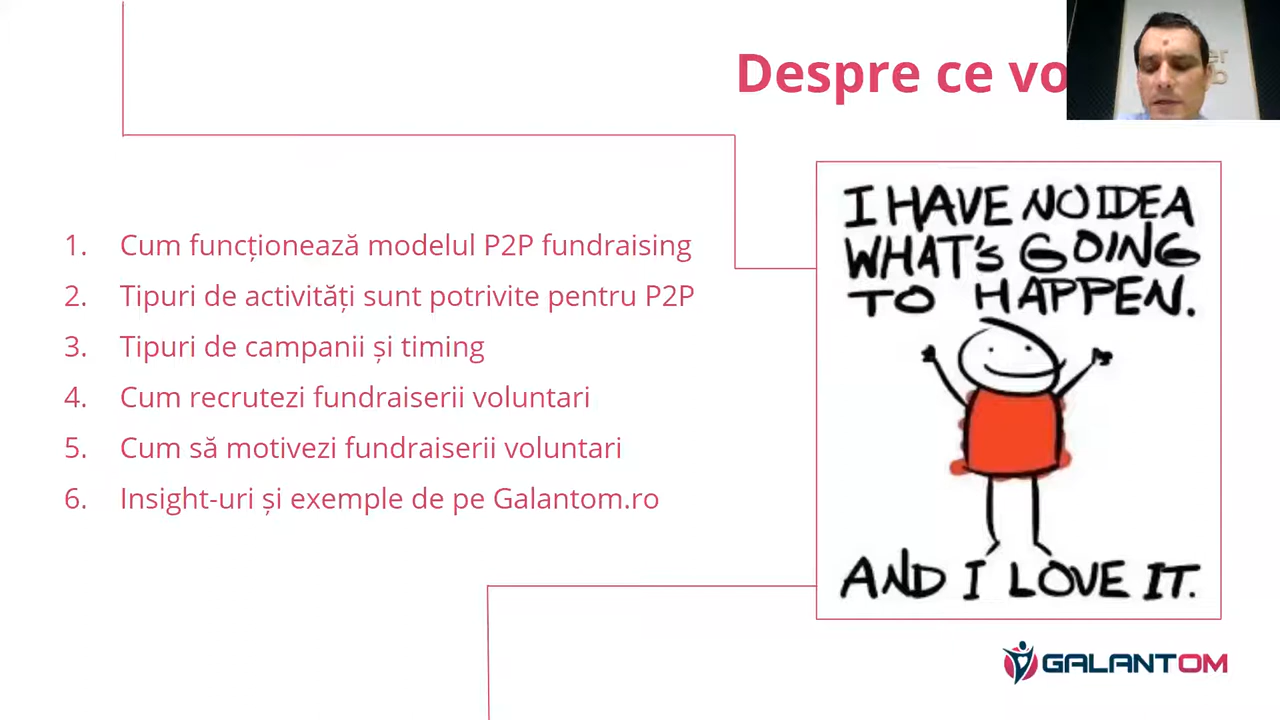 Despre ce vo
1. Cum funcționează modelul P2P fundraising
2. Tipuri de activități sunt potrivite pentru P2P
3. Tipuri de campanii și timing
4. Cum recrutezi fundraiserii voluntari
5. Cum să motivezi fundraiserii voluntari
6. Insight-uri și exemple de pe Galantom.ro
I HAVE NO IDEA
WHAT'S GOING
TO HAPPEN.
AND I LOVE IT.
GALANTOM